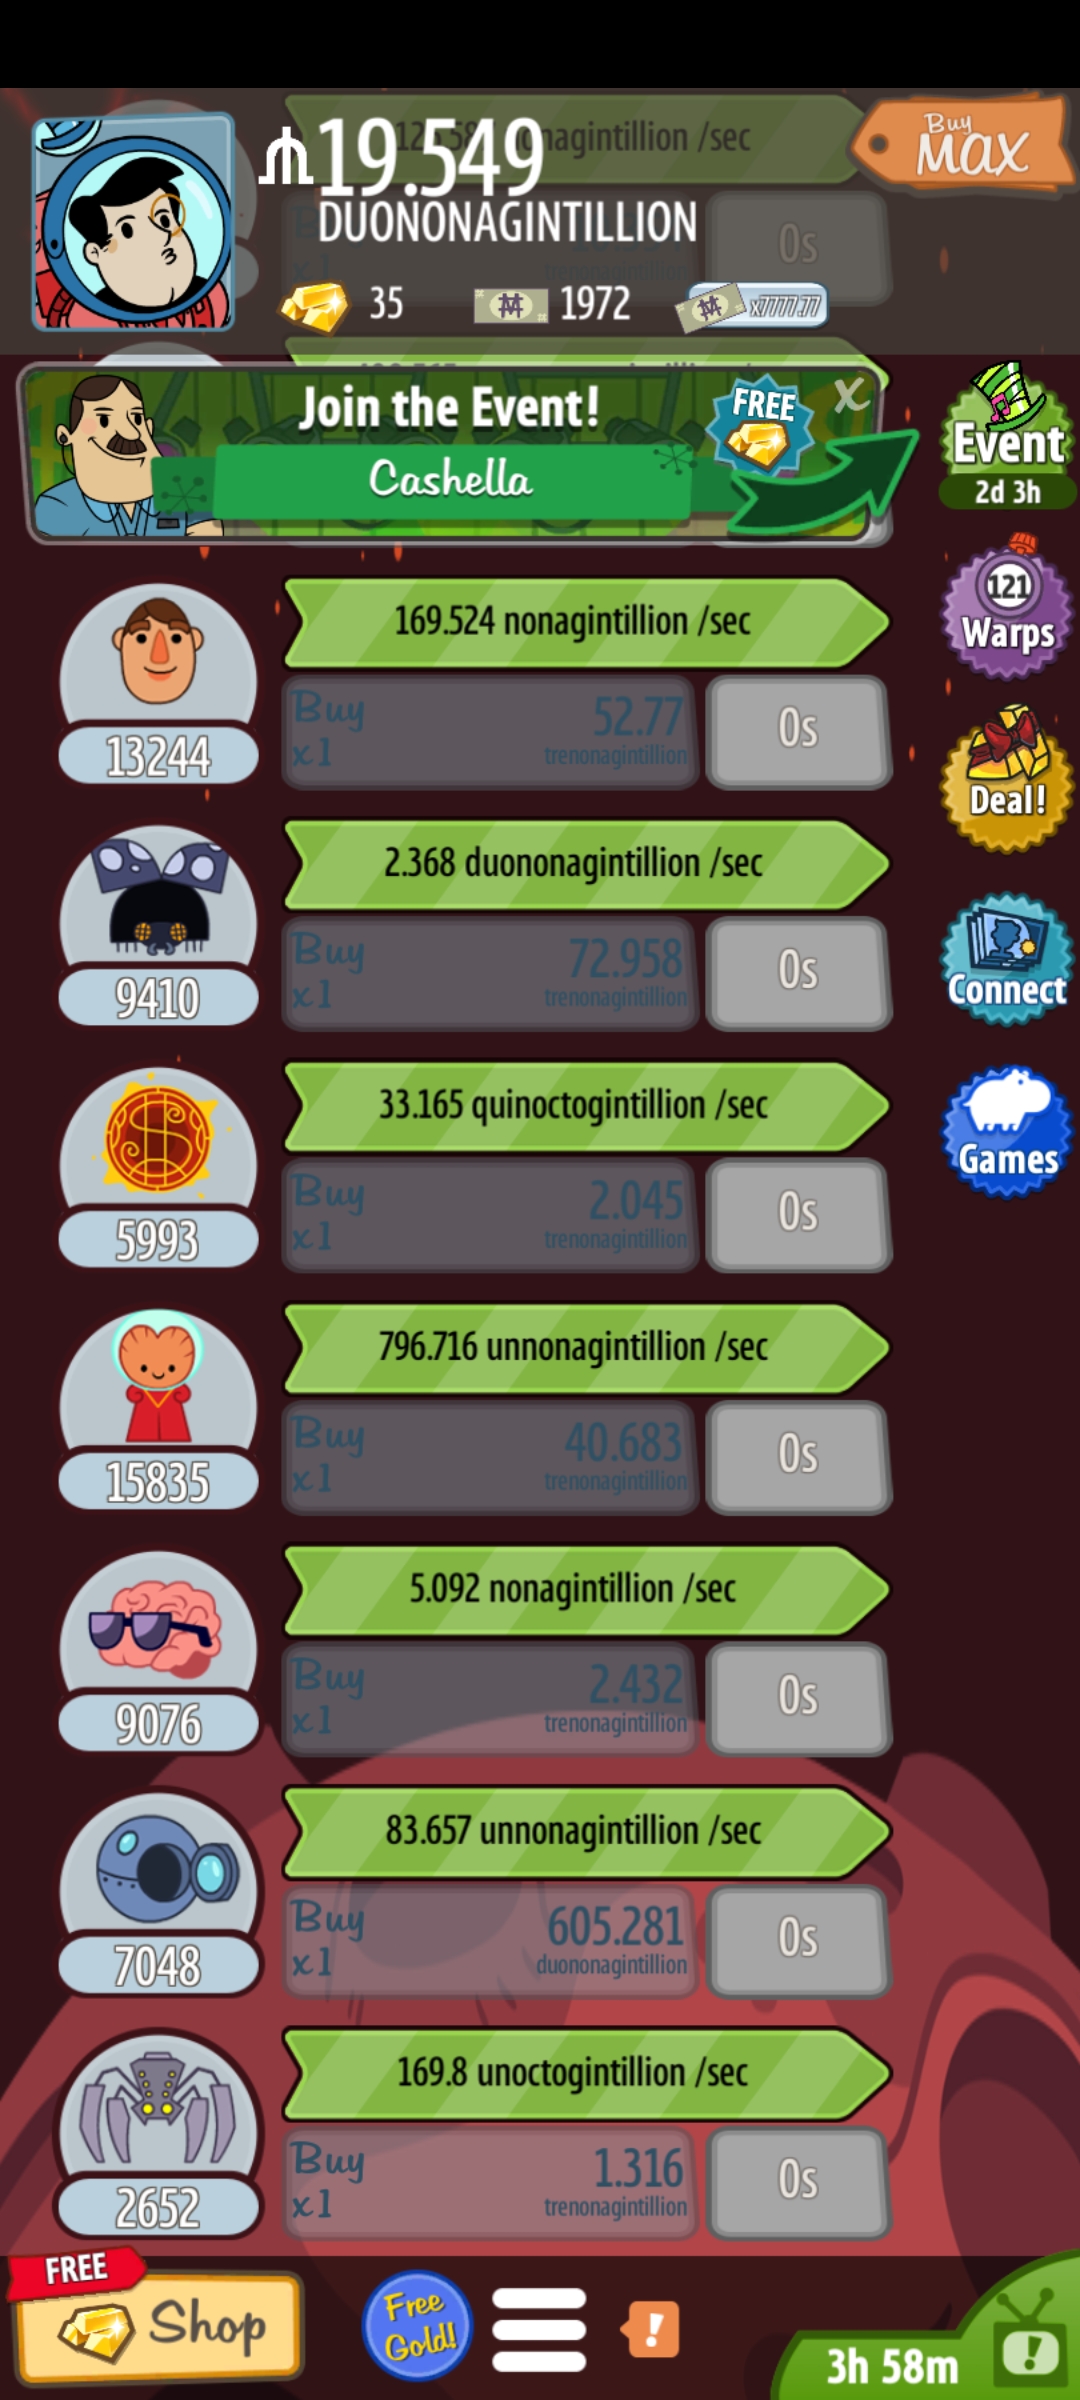 19.549
DUONONAGINTILLION
Buy
MAX
0s
35
1972
x7777.77
Join the Event!
FREE
X
Cashella
Event
2d 3h
121
Warps
Deal!
Connect
Games
169.524 nonagintillion /sec
Buy
x1
52.77
trenonagintillion
0s
13244
2.368 duononagintillion /sec
Buy
x1
72.958
trenonagintillion
0s
9410
33.165 quinoctogintillion /sec
Buy
x1
2.045
trenonagintillion
0s
5993
796.716 unnonagintillion /sec
Buy
x1
40.683
trenonagintillion
0s
15835
5.092 nonagintillion /sec
Buy
x1
2.432
trenonagintillion
0s
9076
83.657 unnonagintillion /sec
Buy
x1
605.281
duononagintillion
0s
7048
169.8 unoctogintillion /sec
Buy
x1
1.316
trenonagintillion
0s
2652
FREE
Shop
Free
Gold!
!
3h 58m
!